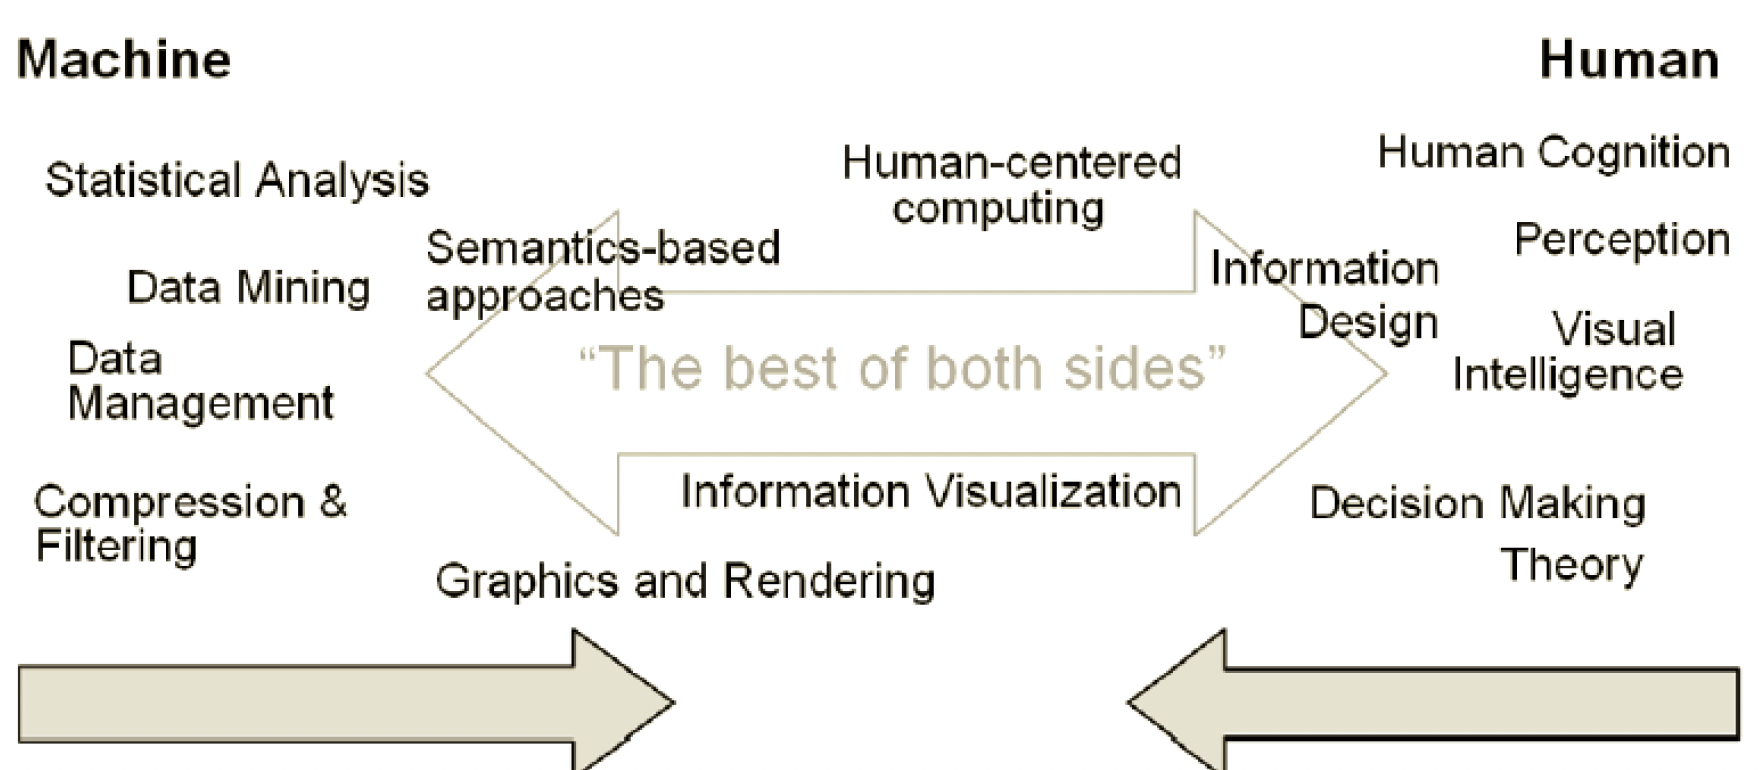 Machine
Human
Statistical Analysis
Data Mining
Data
Management
Compression &
Filtering
Semantics-based
approaches
Human-centered
computing
“The best of both sides”
Information Visualization
Graphics and Rendering
Information
Design
Human Cognition
Perception
Visual
Intelligence
Decision Making
Theory